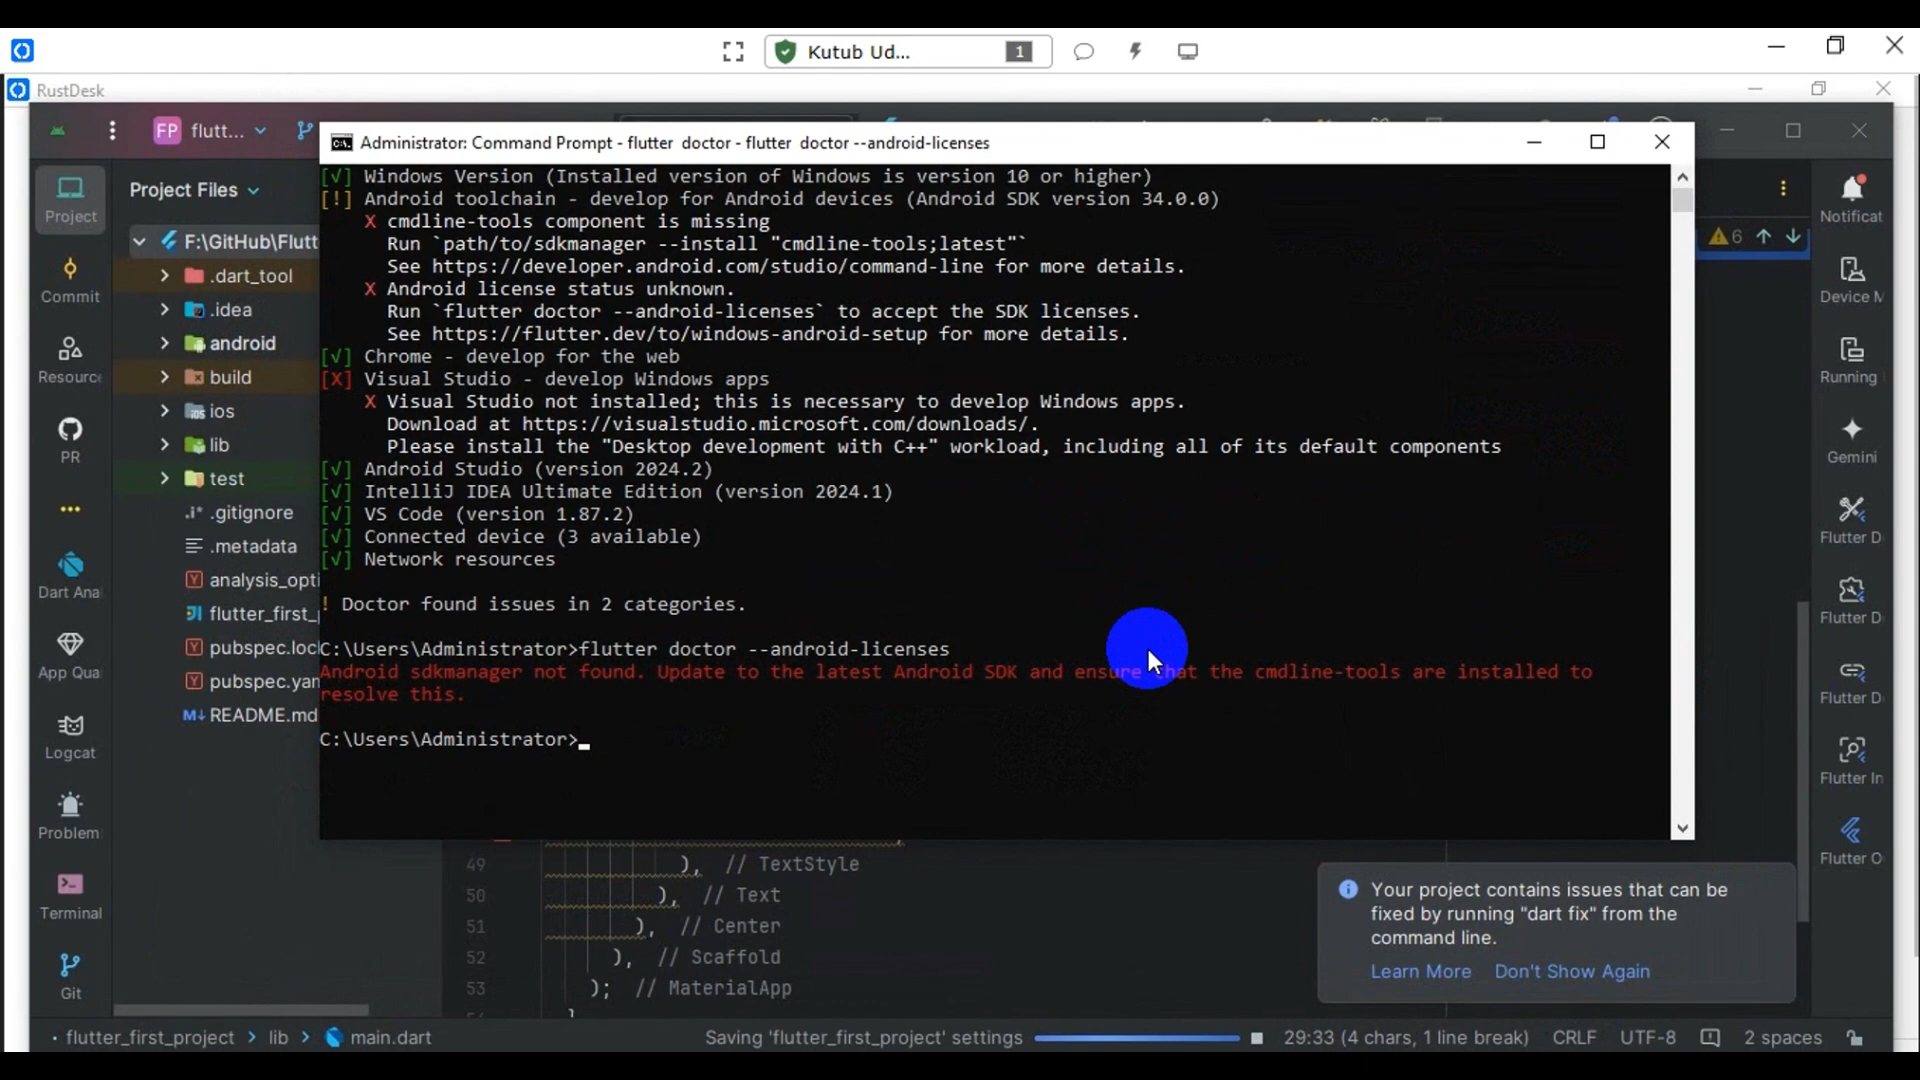 Kutub Ud...
1
RustDesk
FP flutt...
Administrator: Command Prompt - flutter doctor - flutter doctor --android-licenses
[√] Windows Version (Installed version of Windows is version 10 or higher)
[!] Android toolchain - develop for Android devices (Android SDK version 34.0.0)
X cmdline-tools component is missing
Run `path/to/sdkmanager --install "cmdline-tools;latest"`
See https://developer.android.com/studio/command-line for more details.
X Android license status unknown.
Run `flutter doctor --android-licenses` to accept the SDK licenses.
See https://flutter.dev/to/windows-android-setup for more details.
[√] Chrome - develop for the web
[X] Visual Studio - develop Windows apps
X Visual Studio not installed; this is necessary to develop Windows apps.
Download at https://visualstudio.microsoft.com/downloads/.
Please install the "Desktop development with C++" workload, including all of its default components
[√] Android Studio (version 2024.2)
[√] IntelliJ IDEA Ultimate Edition (version 2024.1)
[√] VS Code (version 1.87.2)
[√] Connected device (3 available)
[√] Network resources
! Doctor found issues in 2 categories.
C:\Users\Administrator>flutter doctor --android-licenses
Android sdkmanager not found. Update to the latest Android SDK and ensure that the cmdline-tools are installed to
resolve this.
C:\Users\Administrator>
Project
Commit
Resourc
PR
Dart Ana
App Qua
Logcat
Problem
Terminal
Git
Project Files
F:\GitHub\Flutt
.dart_tool
.idea
android
build
ios
lib
test
.gitignore
.metadata
analysis_opti
flutter_first_
pubspec.loc
pubspec.yam
README.md
6
Notificat
Device M
Running
Gemini
Flutter D
Flutter D
Flutter D
Flutter In
Flutter O
49 ), // TextStyle
50 ), // Text
51 ), // Center
52 ), // Scaffold
53 ); // MaterialApp
Your project contains issues that can be
fixed by running "dart fix" from the
command line.
Learn More Don't Show Again
flutter_first_project > lib > main.dart
Saving 'flutter_first_project' settings
29:33 (4 chars, 1 line break) CRLF UTF-8 2 spaces